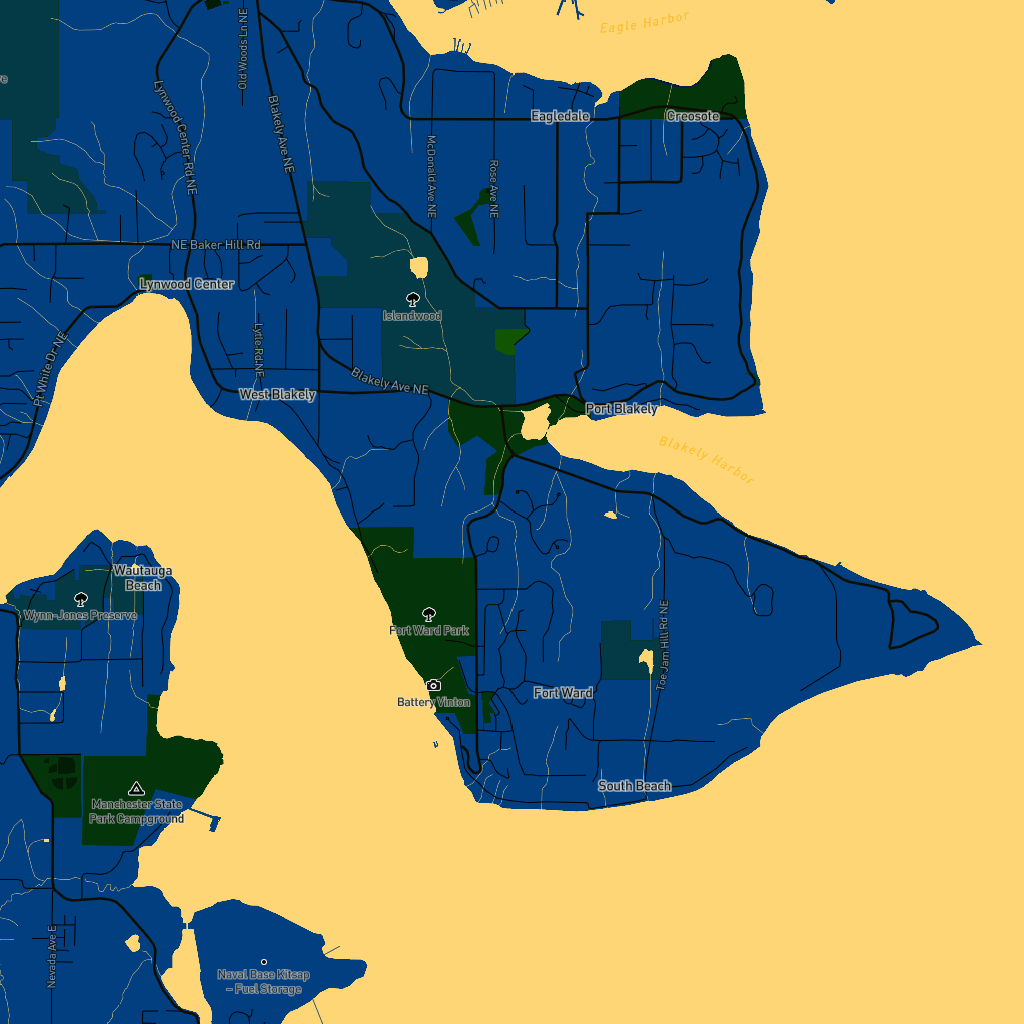 Eagle Harbor
Old Woods Ln NE
Lynwood Center Rd NE
Blakely Ave NE
Eagledale
Creosote
McDonald Ave NE
Rose Ave NE
NE Baker Hill Rd
Lynwood Center
Islandwood
Lytle Rd NE
Pt White Dr NE
Blakely Ave NE
West Blakely
Port Blakely
Blakely Harbor
Wautauga
Beach
Wynn-Jones Preserve
Fort Ward Park
Toe Jam Hill Rd NE
Battery Vinton
Fort Ward
South Beach
Manchester State
Park Campground
Nevada Ave E
Naval Base Kitsap
– Fuel Storage